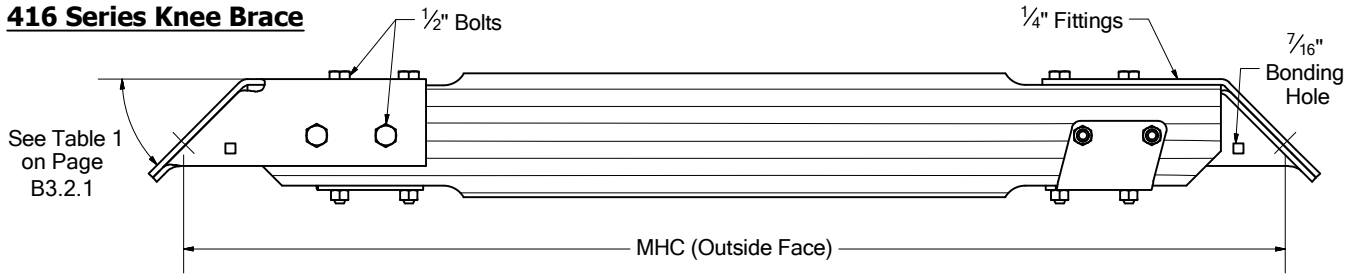 416 Series Knee Brace
½" Bolts
¼" Fittings
⁷⁄₁₆"
Bonding
Hole
See Table 1
on Page
B3.2.1
MHC (Outside Face)